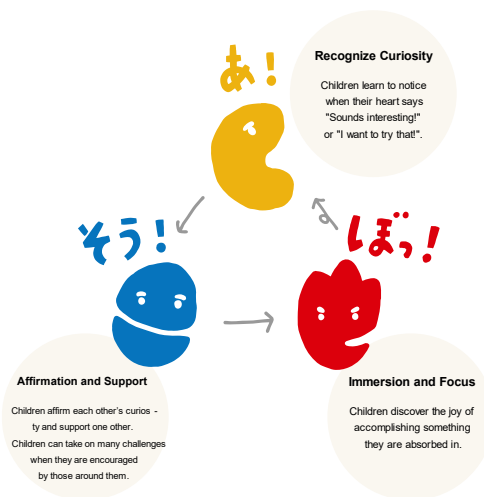 あ!
Recognize Curiosity
Children learn to notice
when their heart says
"Sounds interesting!"
or "I want to try that!".
そう!
ぼっ!
Affirmation and Support
Children affirm each other's curios -
ty and support one other.
Children can take on many challenges
when they are encouraged
by those around them.
Immersion and Focus
Children discover the joy of
accomplishing something
they are absorbed in.